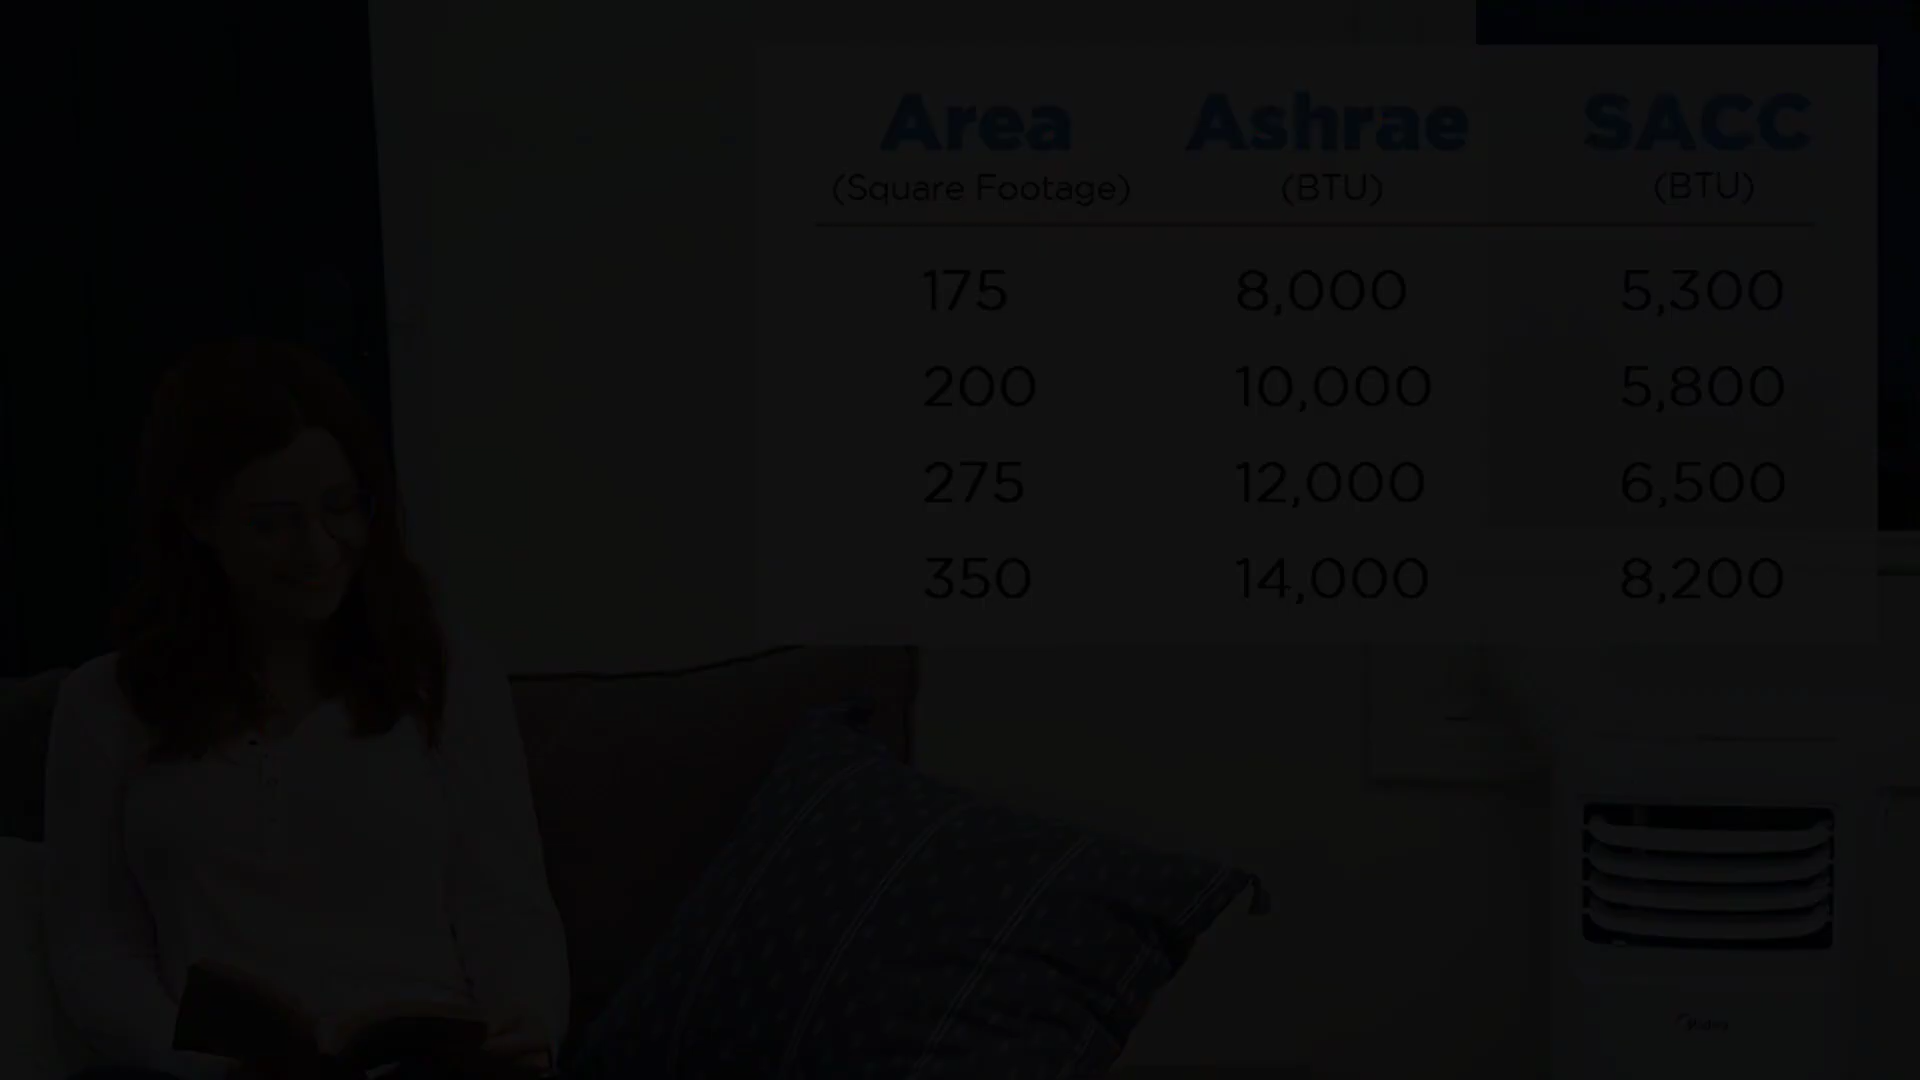 Area Ashrae SACC
(Square Footage) (BTU) (BTU)
175 8,000 5,300
200 10,000 5,800
275 12,000 6,500
350 14,000 8,200
Midea